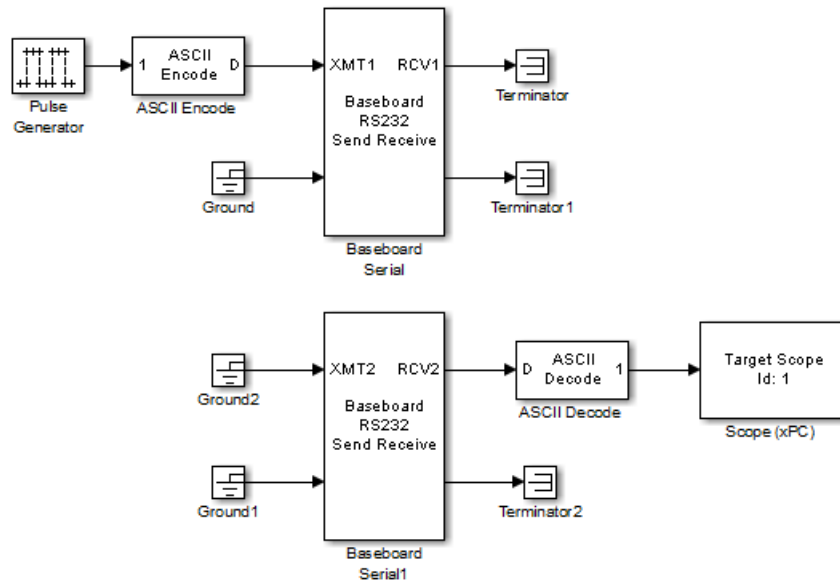 Pulse
Generator
1 ASCII Encode D
ASCII Encode
Ground
XMT1 RCV1
Baseboard
RS232
Send Receive
Baseboard
Serial
Terminator
Terminator1
Ground2
Ground1
XMT2 RCV2
Baseboard
RS232
Send Receive
Baseboard
Serial1
D ASCII Decode 1
ASCII Decode
Terminator2
Target Scope
Id: 1
Scope (xPC)